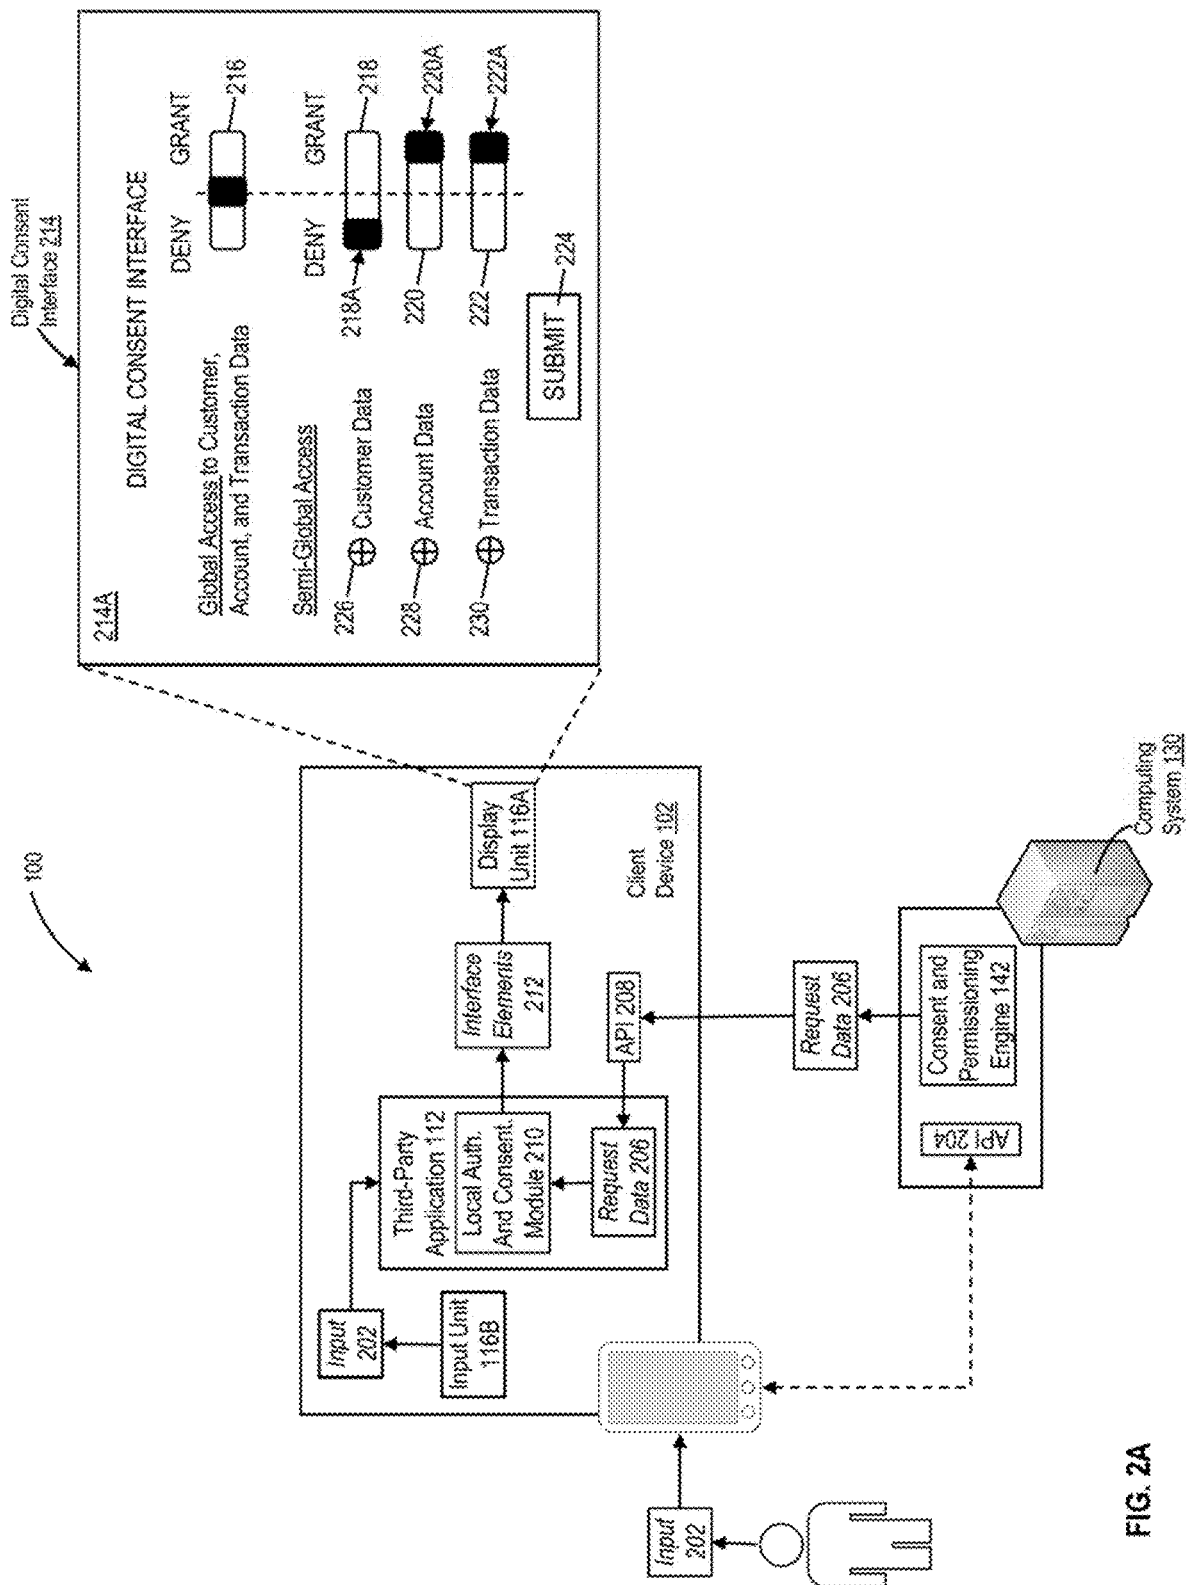 100
Digital Consent
Interface 214
214A
DIGITAL CONSENT INTERFACE
DENY
GRANT
Global Access to Customer,
Account, and Transaction Data
216
Semi-Global Access
DENY
GRANT
226
Customer Data
218A
218
228
Account Data
220
220A
230
Transaction Data
222
222A
SUBMIT
224
Input
202
Input Unit
116B
Third-Party
Application 112
Local Auth.
And Consent.
Module 210
Request
Data 206
Interface
Elements
212
API 208
Display
Unit 116A
Client
Device 102
Input
202
Request
Data 206
API 204
Consent and
Permissioning
Engine 142
Computing
System 130
FIG. 2A